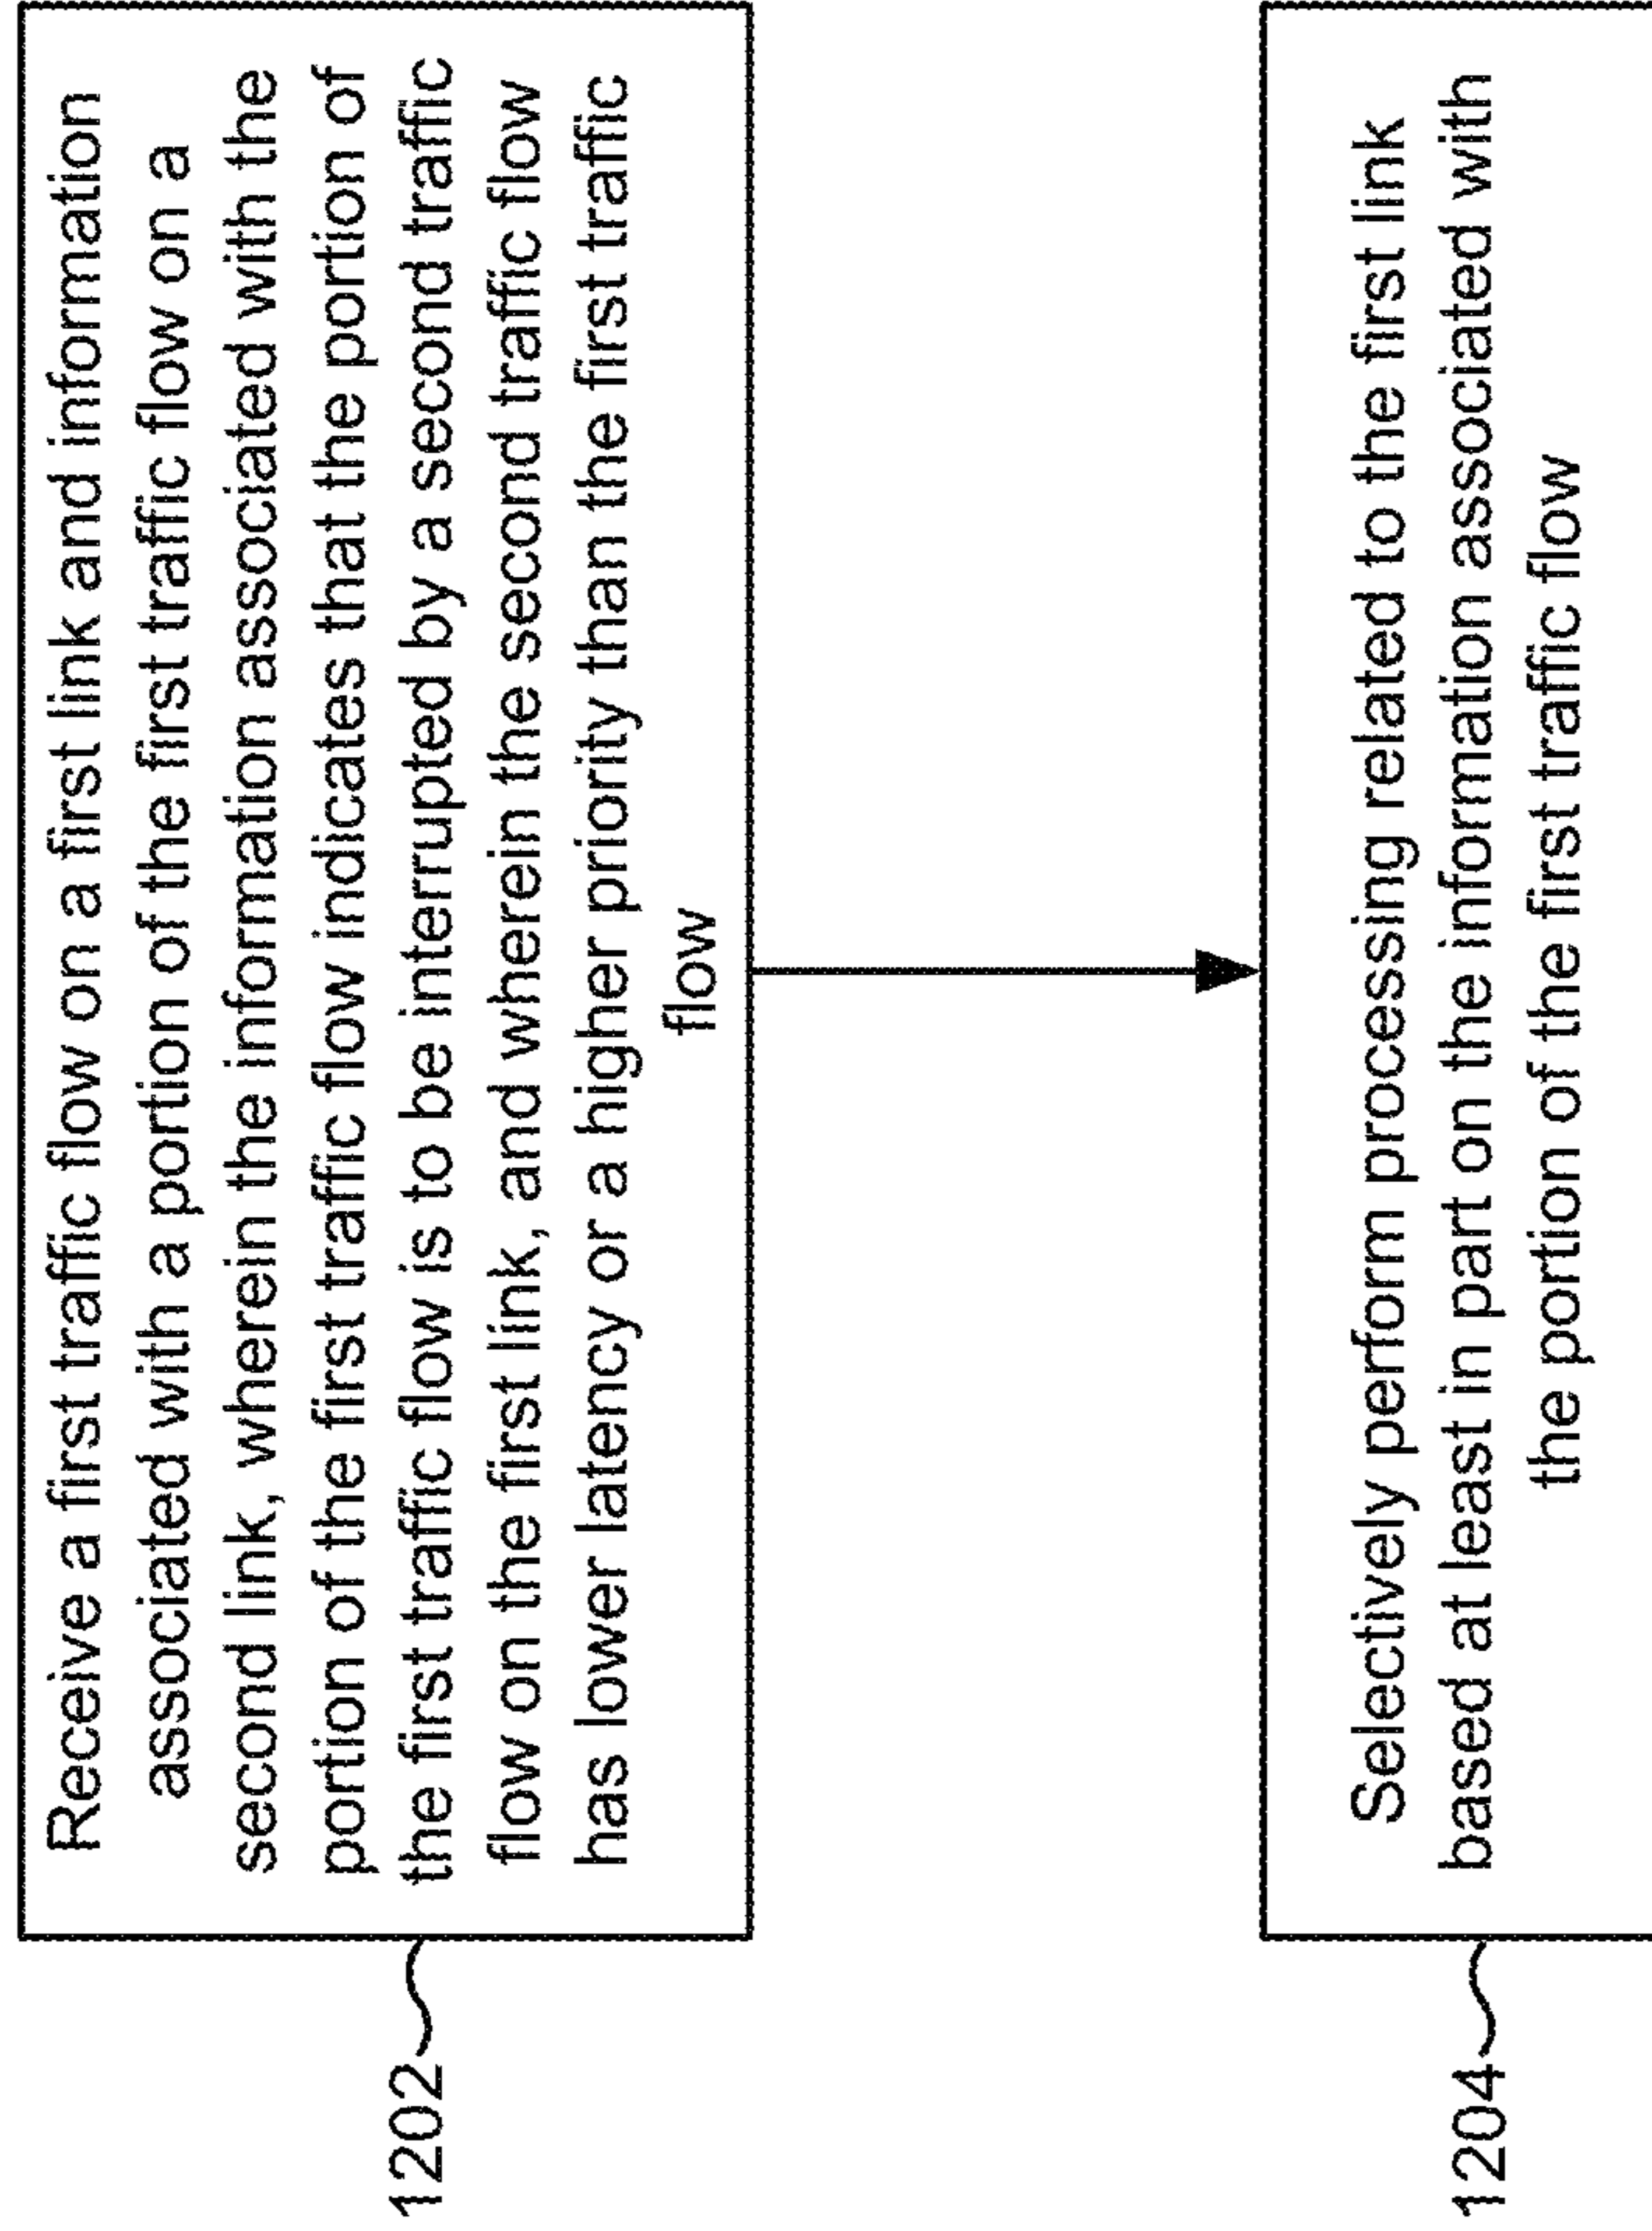 Receive a first traffic flow on a first link and information
associated with a portion of the first traffic flow on a
second link, wherein the information associated with the
portion of the first traffic flow indicates that the portion of
the first traffic flow is to be interrupted by a second traffic
flow on the first link, and wherein the second traffic flow
has lower latency or a higher priority than the first traffic
flow
1202
Selectively perform processing related to the first link
based at least in part on the information associated with
the portion of the first traffic flow
1204